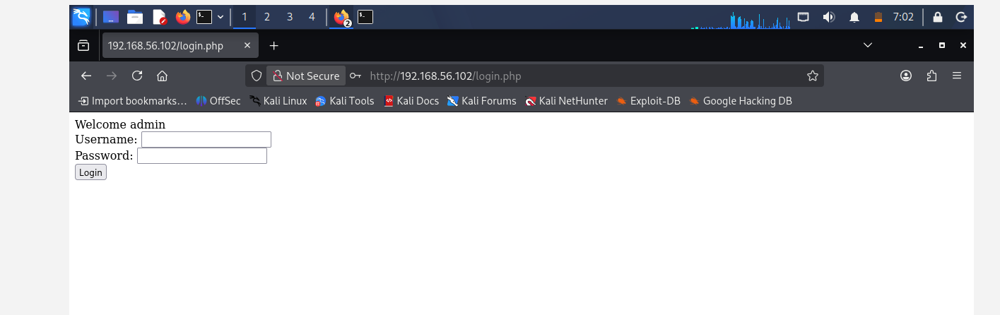 1 2 3 4 2 7:02
192.168.56.102/login.php
Not Secure http://192.168.56.102/login.php
Import bookmarks... OffSec Kali Linux Kali Tools Kali Docs Kali Forums Kali NetHunter Exploit-DB Google Hacking DB
Welcome admin
Username:
Password:
Login